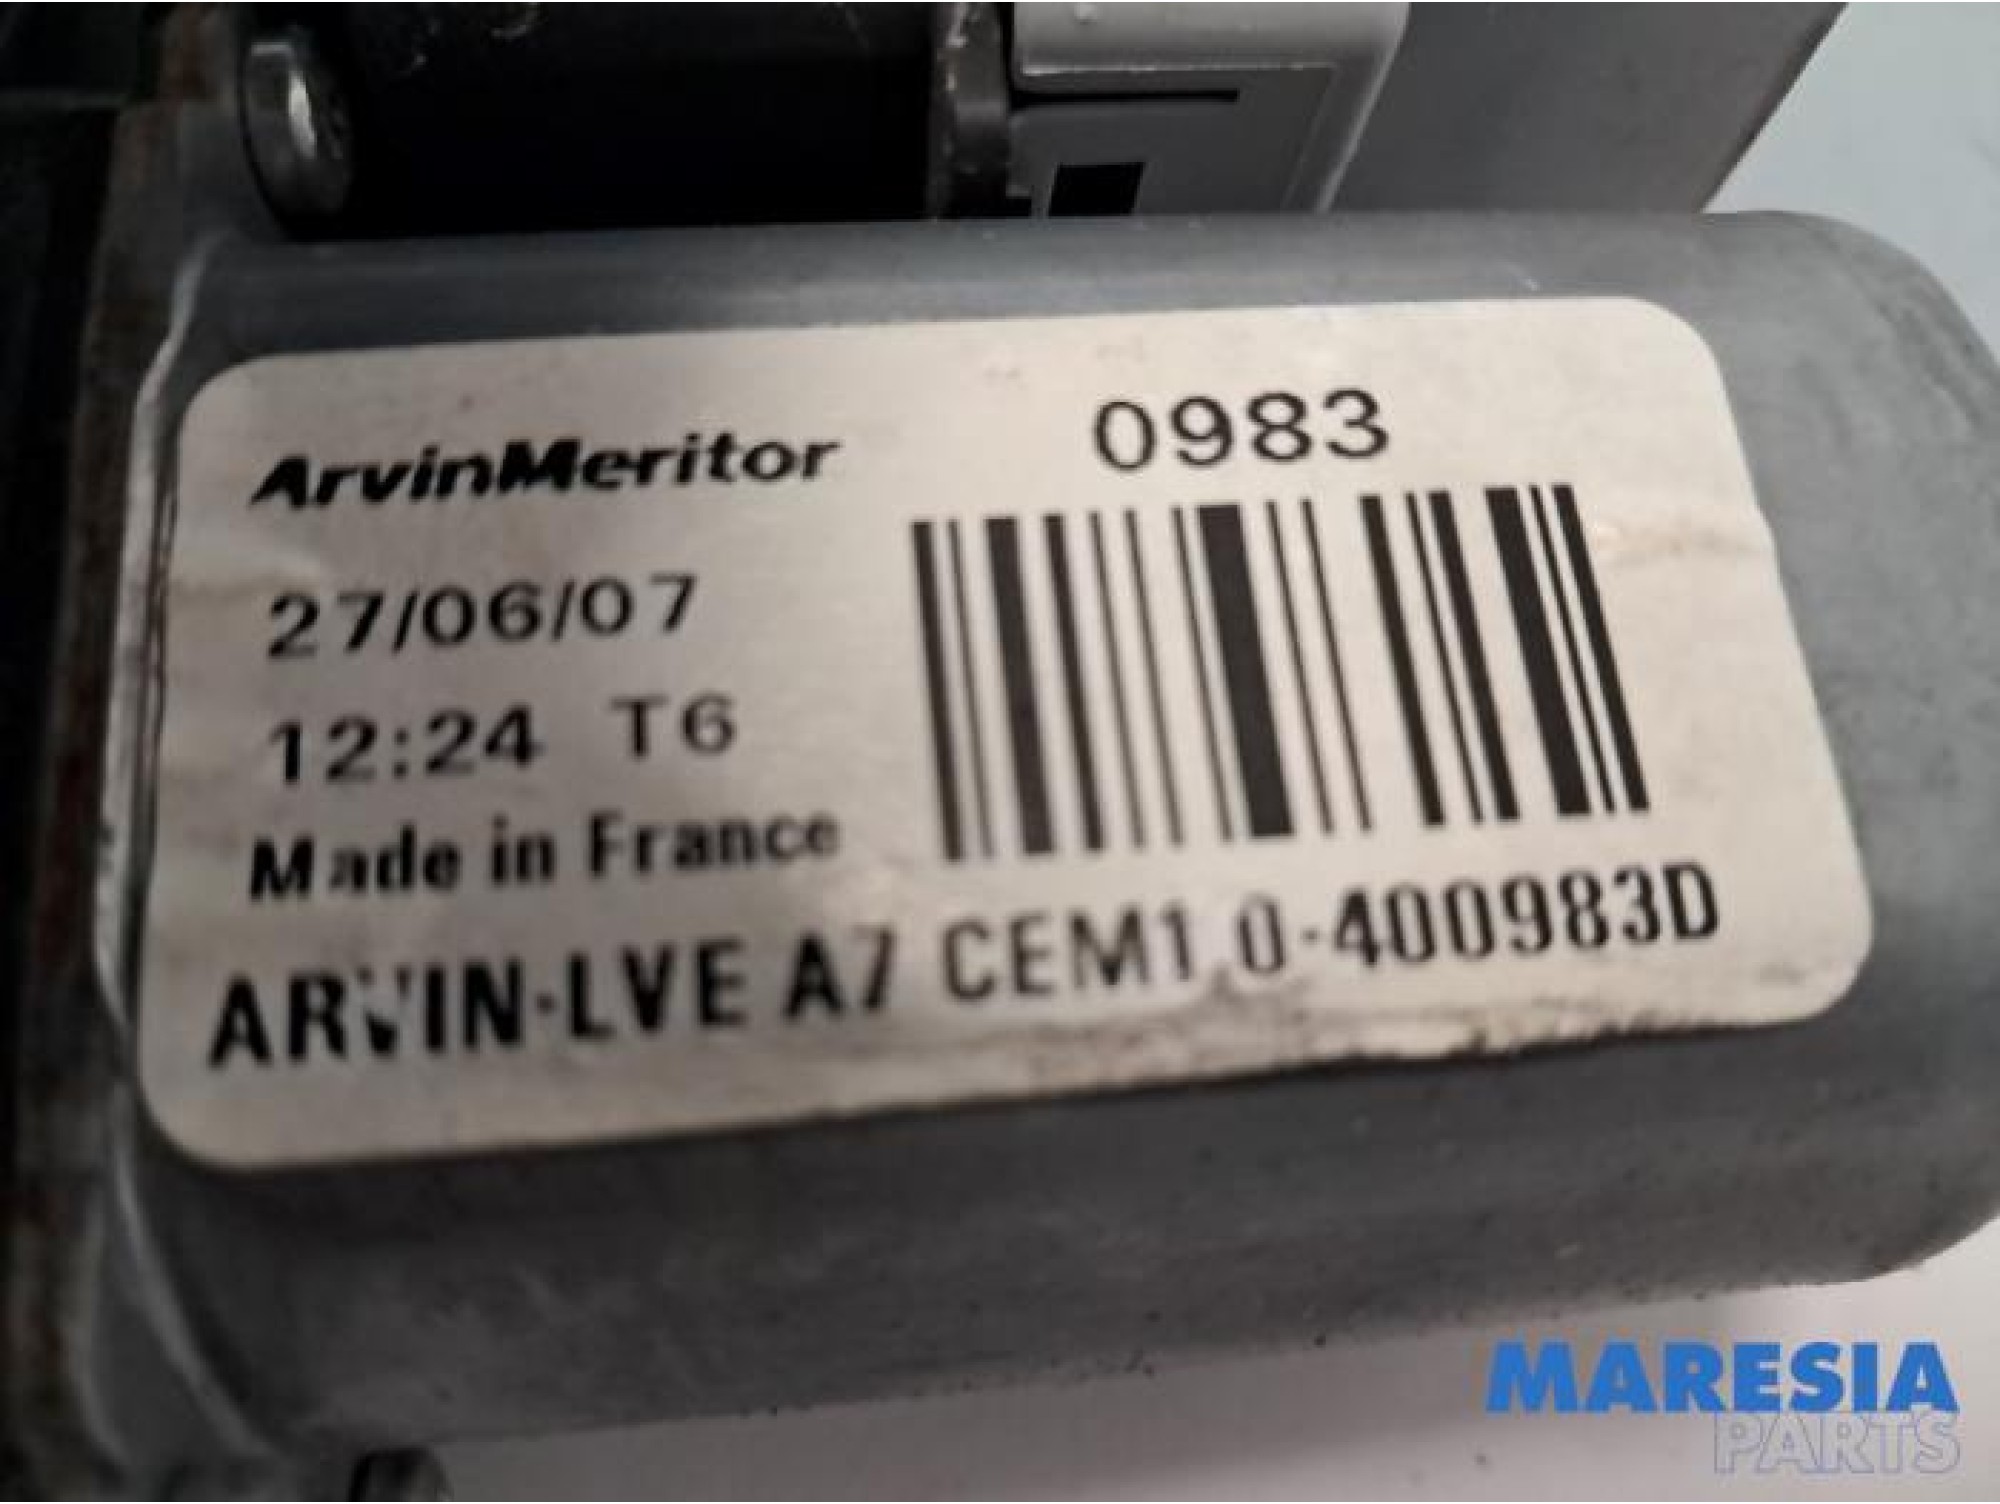 ArvinMeritor
0983
27/06/07
12:24 T6
Made in France
ARVIN-LVE A7 CEM1 0-400983D
MARESIA
PARTS